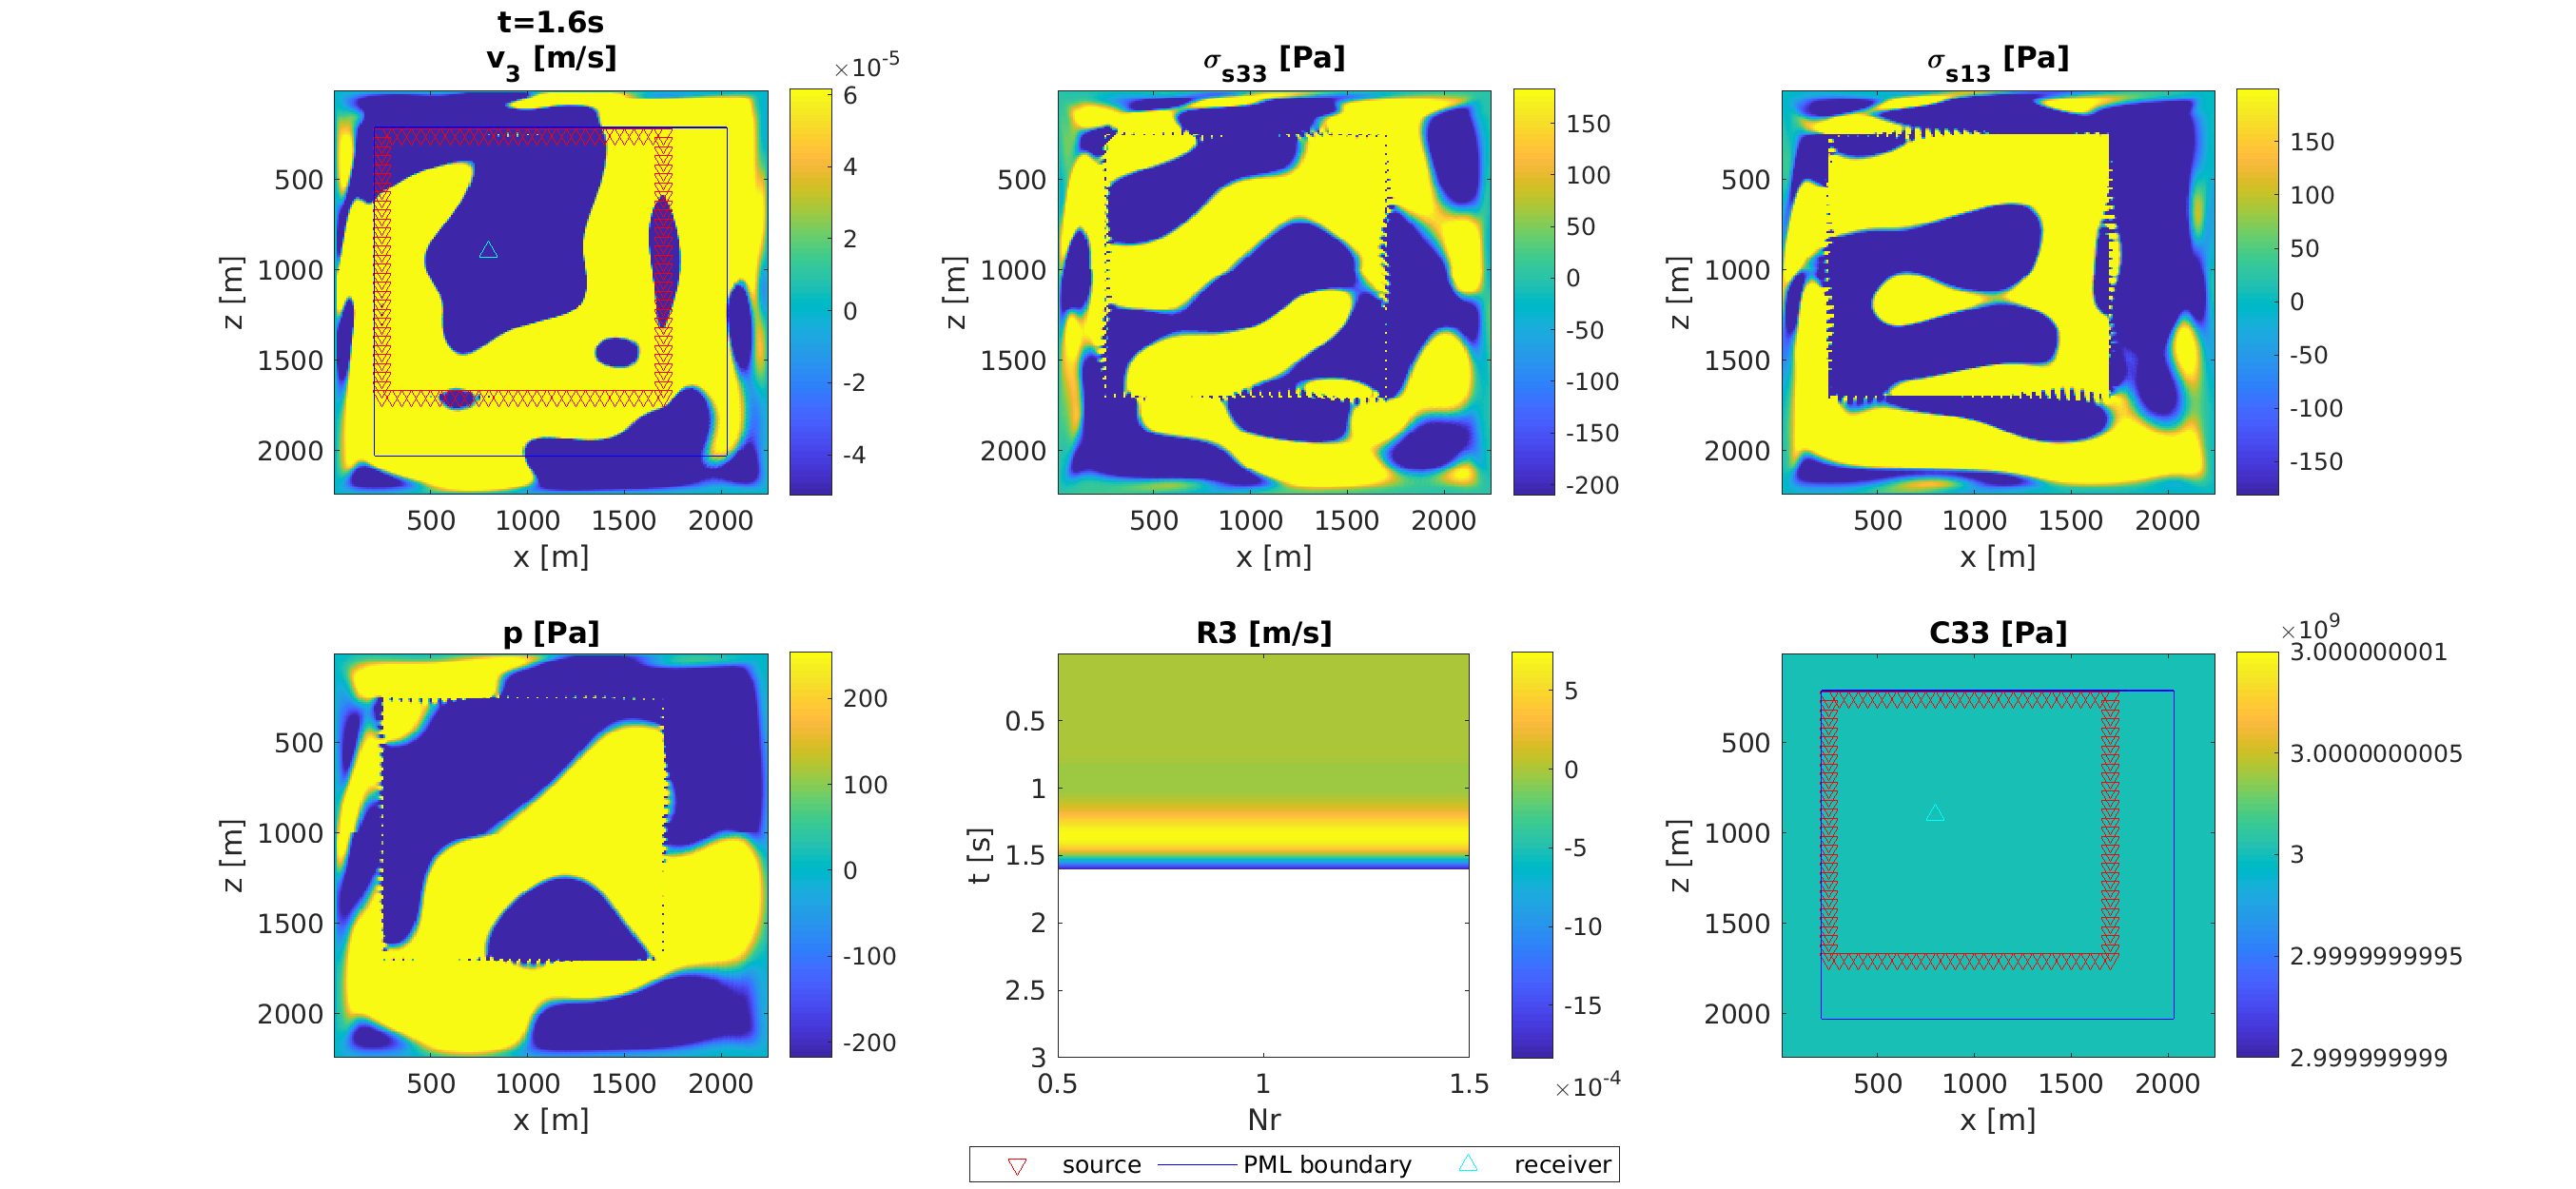 t=1.6s
v3 [m/s]
×10-5
6
4
2
0
-2
-4
500
1000
1500
2000
z [m]
500 1000 1500 2000
x [m]
σs33 [Pa]
150
100
50
0
-50
-100
-150
-200
500
1000
1500
2000
z [m]
500 1000 1500 2000
x [m]
σs13 [Pa]
150
100
50
0
-50
-100
-150
500
1000
1500
2000
z [m]
500 1000 1500 2000
x [m]
p [Pa]
200
100
0
-100
-200
500
1000
1500
2000
z [m]
500 1000 1500 2000
x [m]
R3 [m/s]
5
0
-5
-10
-15
×10-4
0.5
1
1.5
2
2.5
3
t [s]
0.5 1 1.5
Nr
C33 [Pa]
×109
3.000000001
3.0000000005
3
2.9999999995
2.999999999
500
1000
1500
2000
z [m]
500 1000 1500 2000
x [m]
source PML boundary receiver